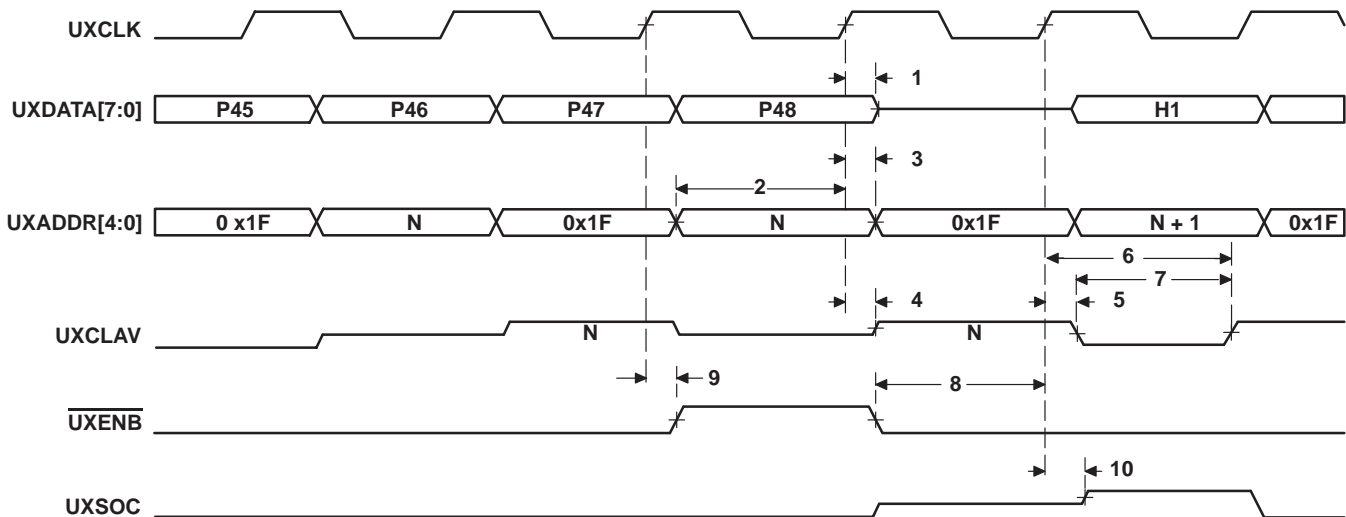 UXCLK
1
UXDATA[7:0]
P45 P46 P47 P48 H1
3
2
UXADDR[4:0]
0 x1F N 0x1F N 0x1F N + 1 0x1F
6
7
4 5
UXCLAV
N N
9 8
UXENB
10
UXSOC